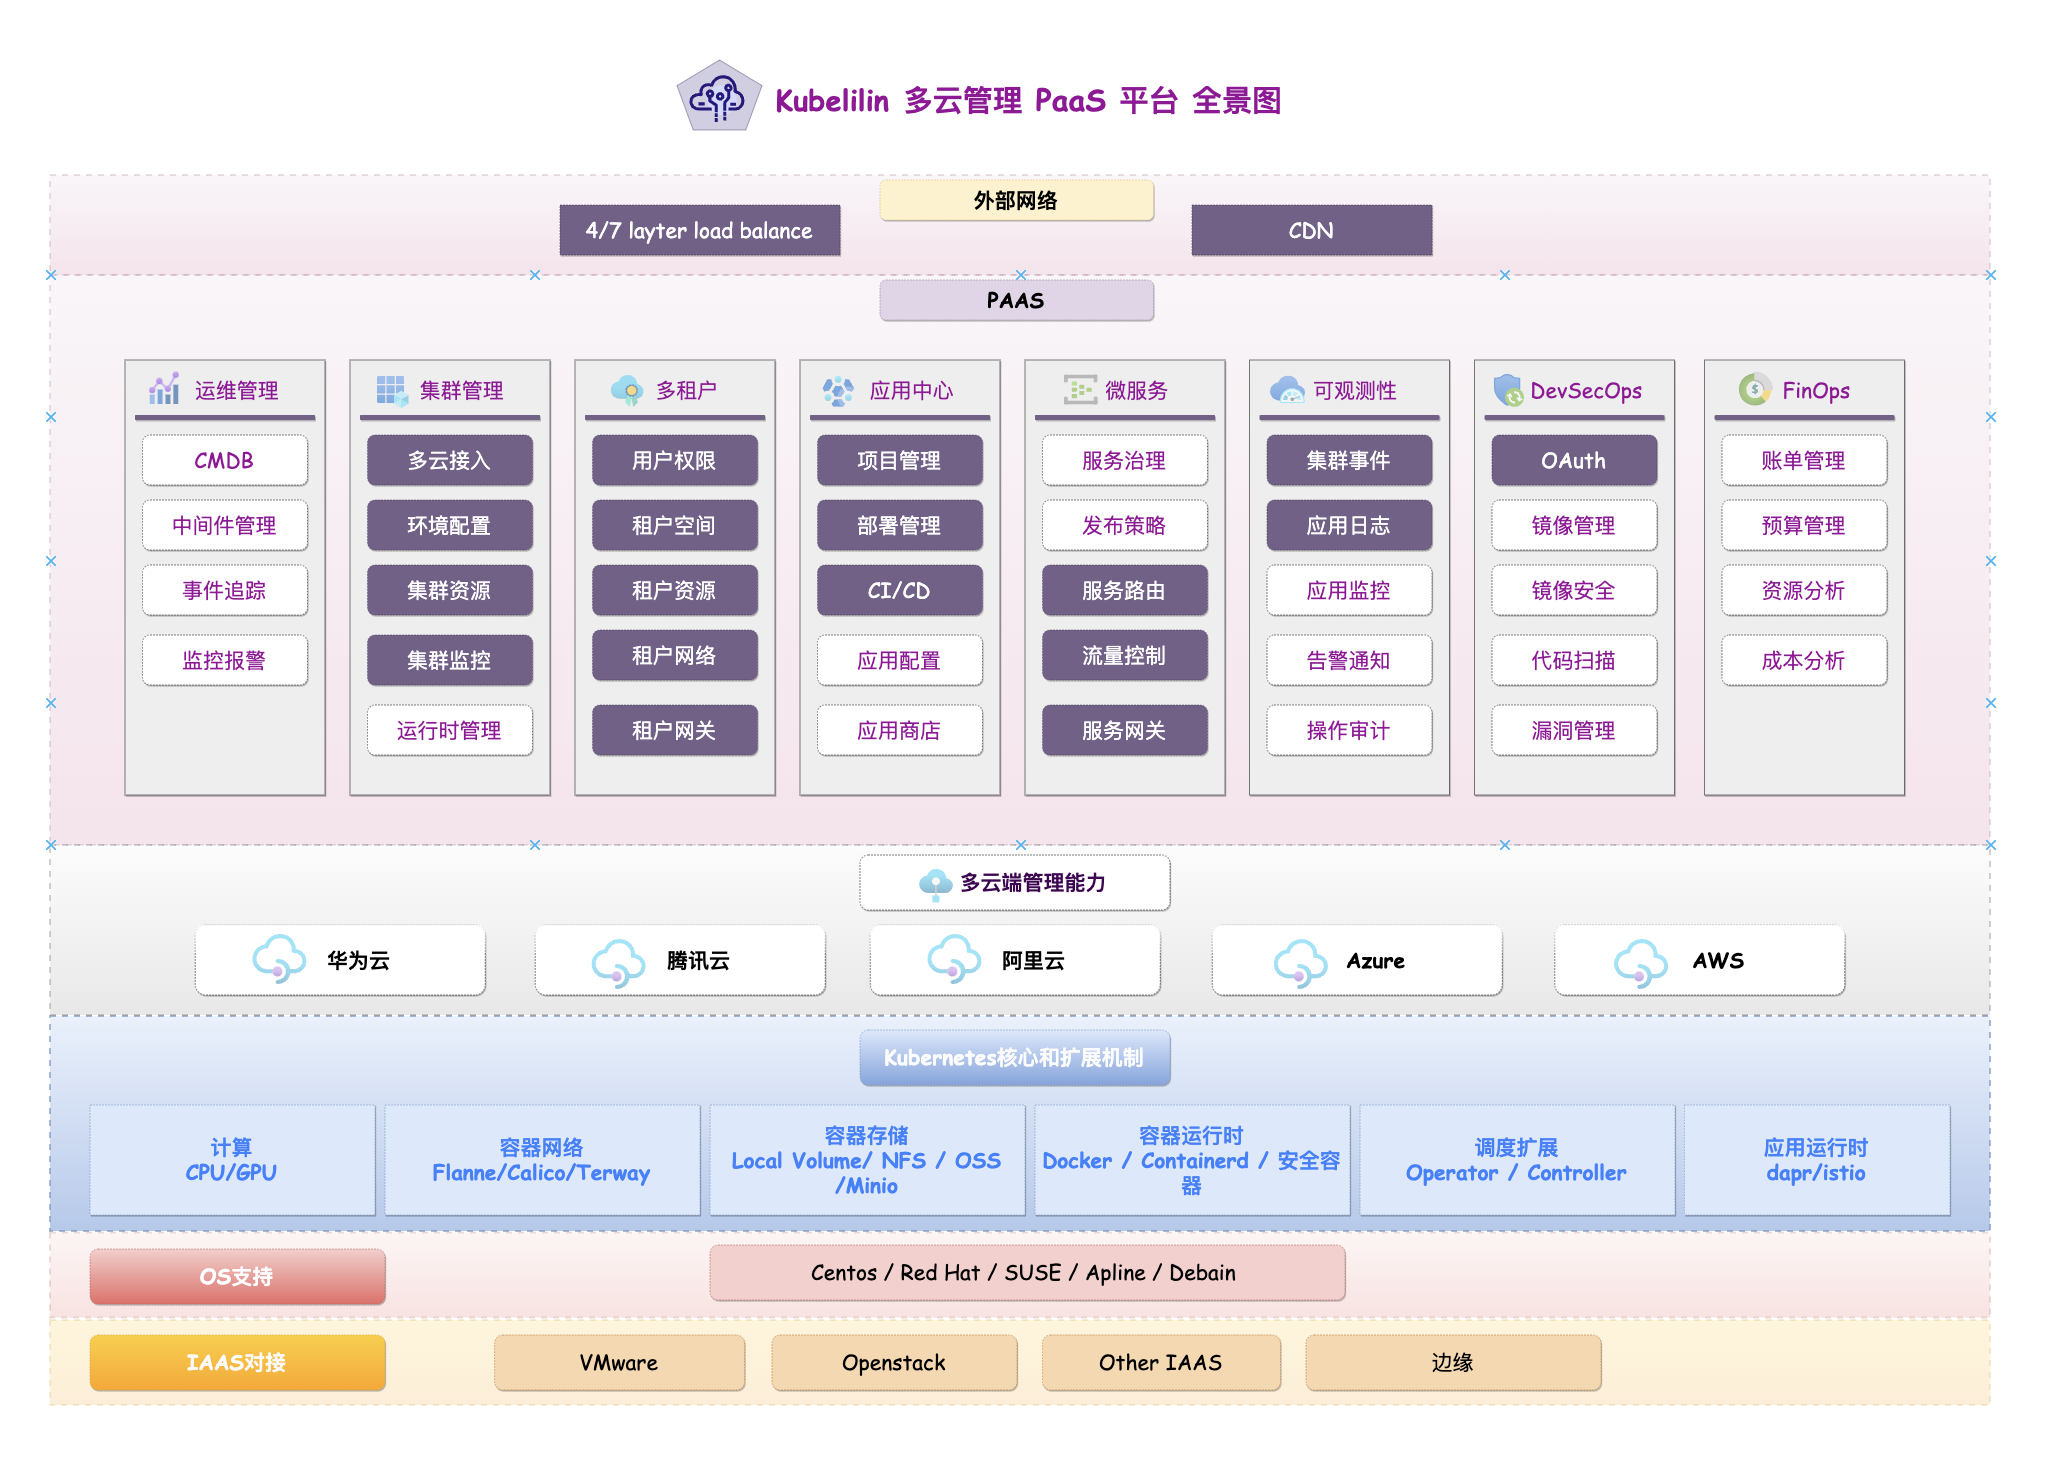 Kubelilin 多云管理 PaaS 平台 全景图
外部网络
4/7 layter load balance
CDN
PAAS
运维管理
CMDB
中间件管理
事件追踪
监控报警
集群管理
多云接入
环境配置
集群资源
集群监控
运行时管理
多租户
用户权限
租户空间
租户资源
租户网络
租户网关
应用中心
项目管理
部署管理
CI/CD
应用配置
应用商店
微服务
服务治理
发布策略
服务路由
流量控制
服务网关
可观测性
集群事件
应用日志
应用监控
告警通知
操作审计
DevSecOps
OAuth
镜像管理
镜像安全
代码扫描
漏洞管理
FinOps
账单管理
预算管理
资源分析
成本分析
多云端管理能力
华为云
腾讯云
阿里云
Azure
AWS
Kubernetes核心和扩展机制
计算
CPU/GPU
容器网络
Flanne/Calico/Terway
容器存储
Local Volume/ NFS / OSS
/Minio
容器运行时
Docker / Containerd / 安全容
器
调度扩展
Operator / Controller
应用运行时
dapr/istio
OS支持
Centos / Red Hat / SUSE / Apline / Debain
IAAS对接
VMware
Openstack
Other IAAS
边缘